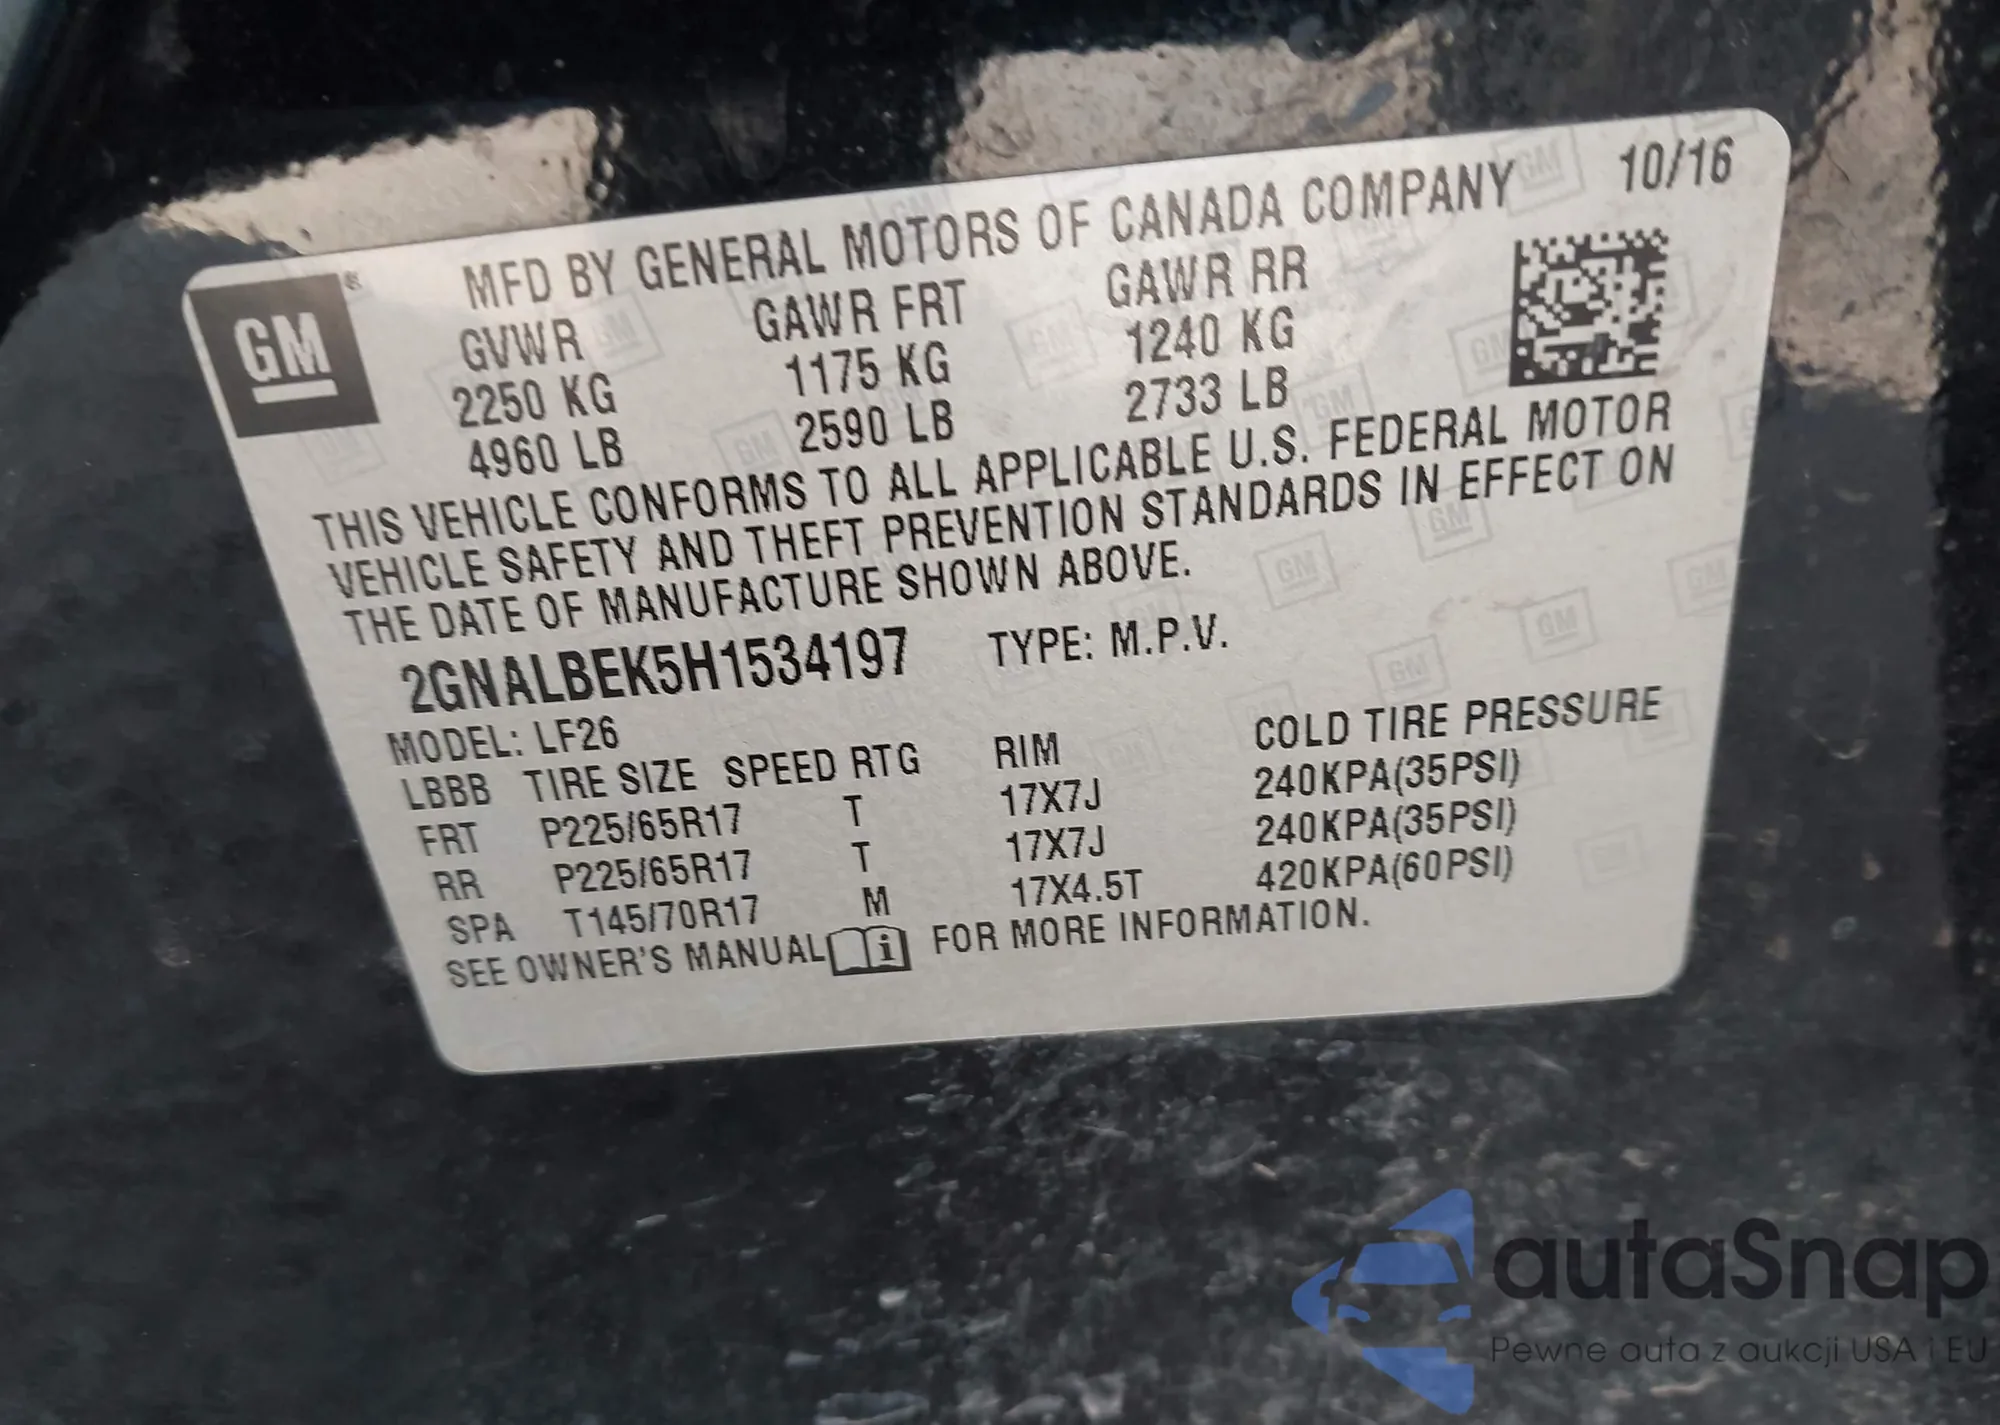 10/16
MFD BY GENERAL MOTORS OF CANADA COMPANY
GM
GVWR GAWR FRT GAWR RR
2250 KG 1175 KG 1240 KG
4960 LB 2590 LB 2733 LB
THIS VEHICLE CONFORMS TO ALL APPLICABLE U.S. FEDERAL MOTOR
VEHICLE SAFETY AND THEFT PREVENTION STANDARDS IN EFFECT ON
THE DATE OF MANUFACTURE SHOWN ABOVE.
2GNALBEK5H1534197 TYPE: M.P.V.
MODEL: LF26
LBBB TIRE SIZE SPEED RTG RIM COLD TIRE PRESSURE
FRT P225/65R17 T 17X7J 240KPA(35PSI)
RR P225/65R17 T 17X7J 240KPA(35PSI)
SPA T145/70R17 M 17X4.5T 420KPA(60PSI)
SEE OWNER'S MANUAL i FOR MORE INFORMATION.
autaSnap
Pewne auta z aukcji USA i EU